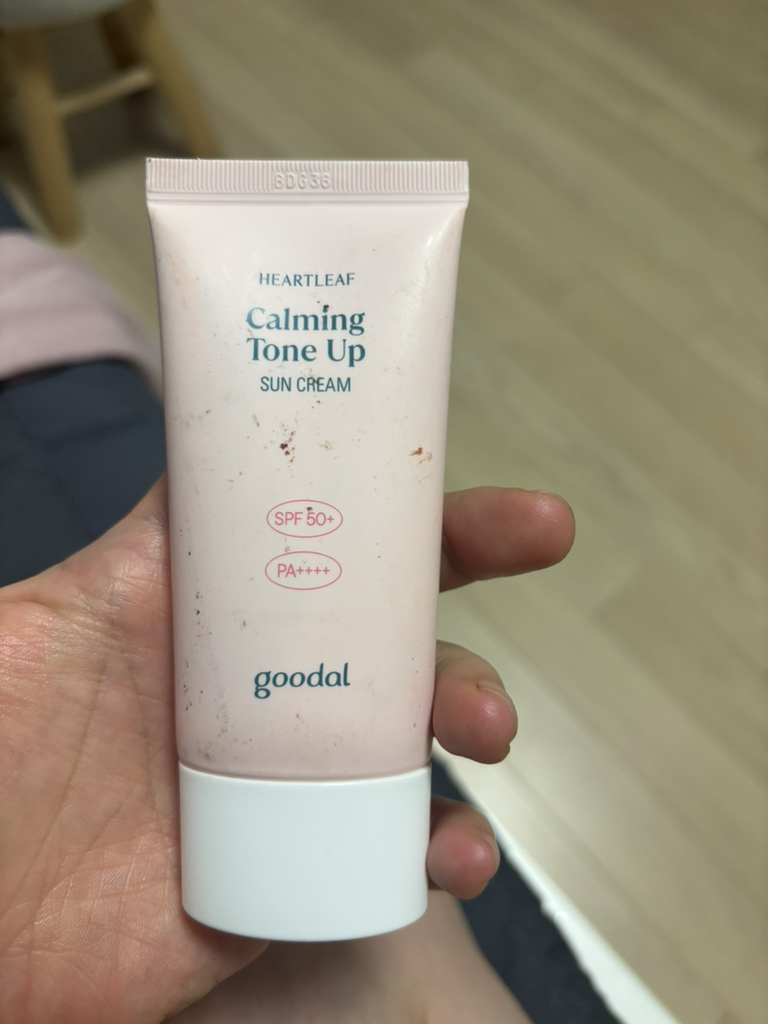 HEARTLEAF
Calming
Tone Up
SUN CREAM
SPF 50+
PA++++
goodal